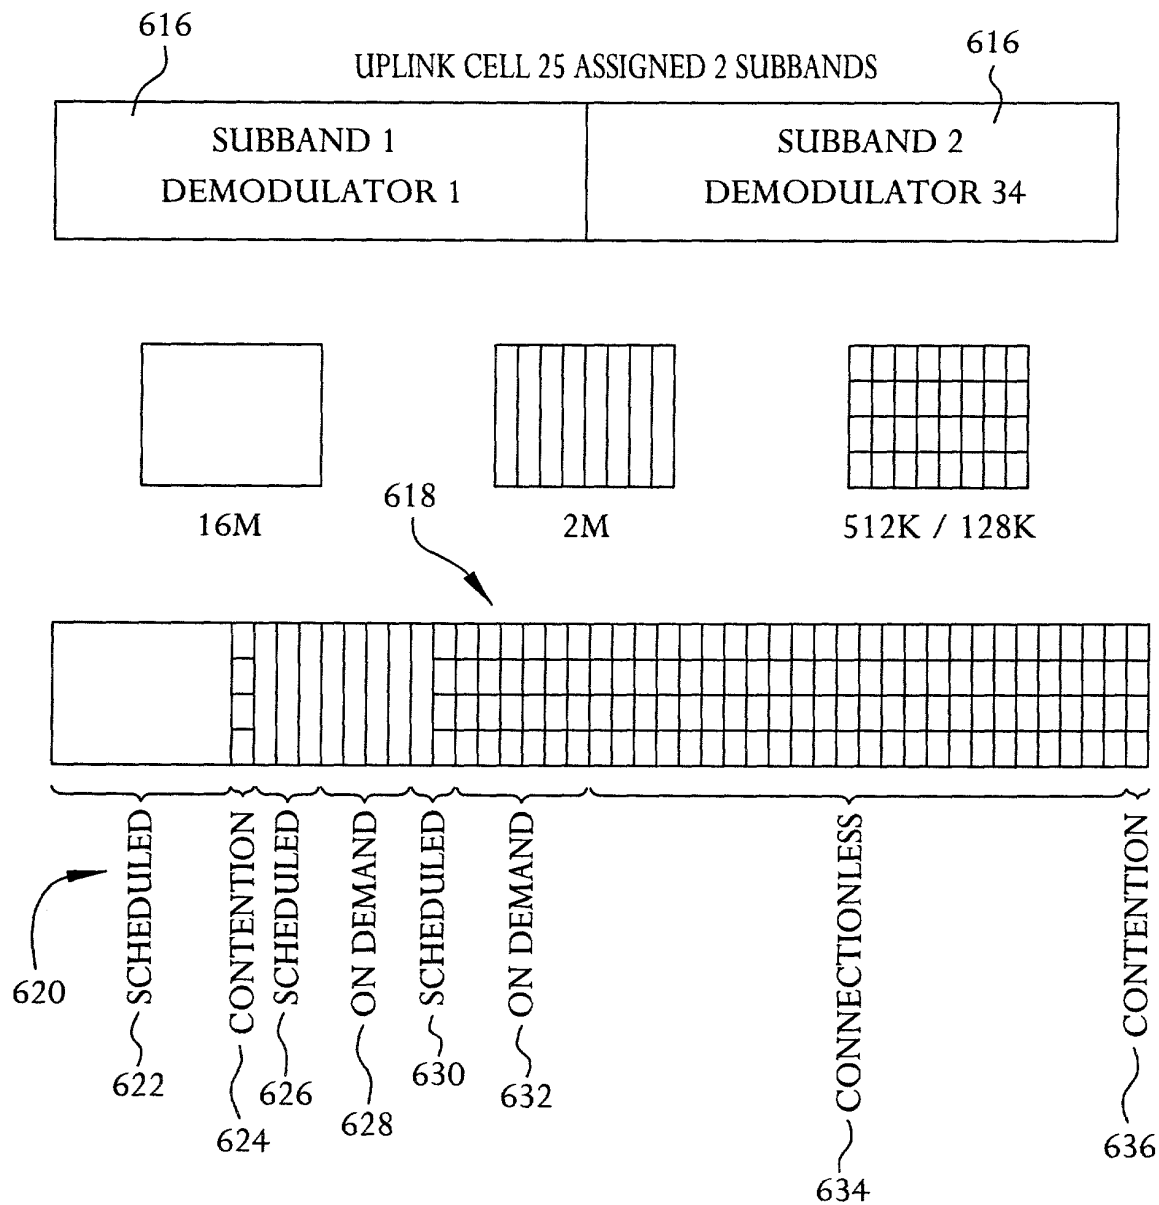 616
616
UPLINK CELL 25 ASSIGNED 2 SUBBANDS
SUBBAND 1
DEMODULATOR 1
SUBBAND 2
DEMODULATOR 34
618
16M
2M
512K / 128K
620
SCHEDULED
CONTENTION
SCHEDULED
ON DEMAND
SCHEDULED
ON DEMAND
CONNECTIONLESS
CONTENTION
622
624
626
628
630
632
634
636